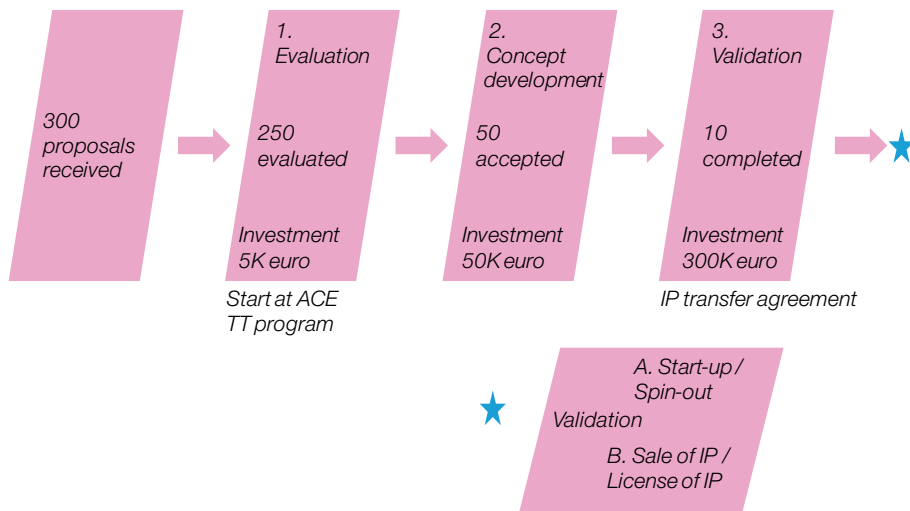 300
proposals
received
1.
Evaluation
250
evaluated
Investment
5K euro
Start at ACE
TT program
2.
Concept
development
50
accepted
Investment
50K euro
3.
Validation
10
completed
Investment
300K euro
IP transfer agreement
A. Start-up /
Spin-out
Validation
B. Sale of IP /
License of IP